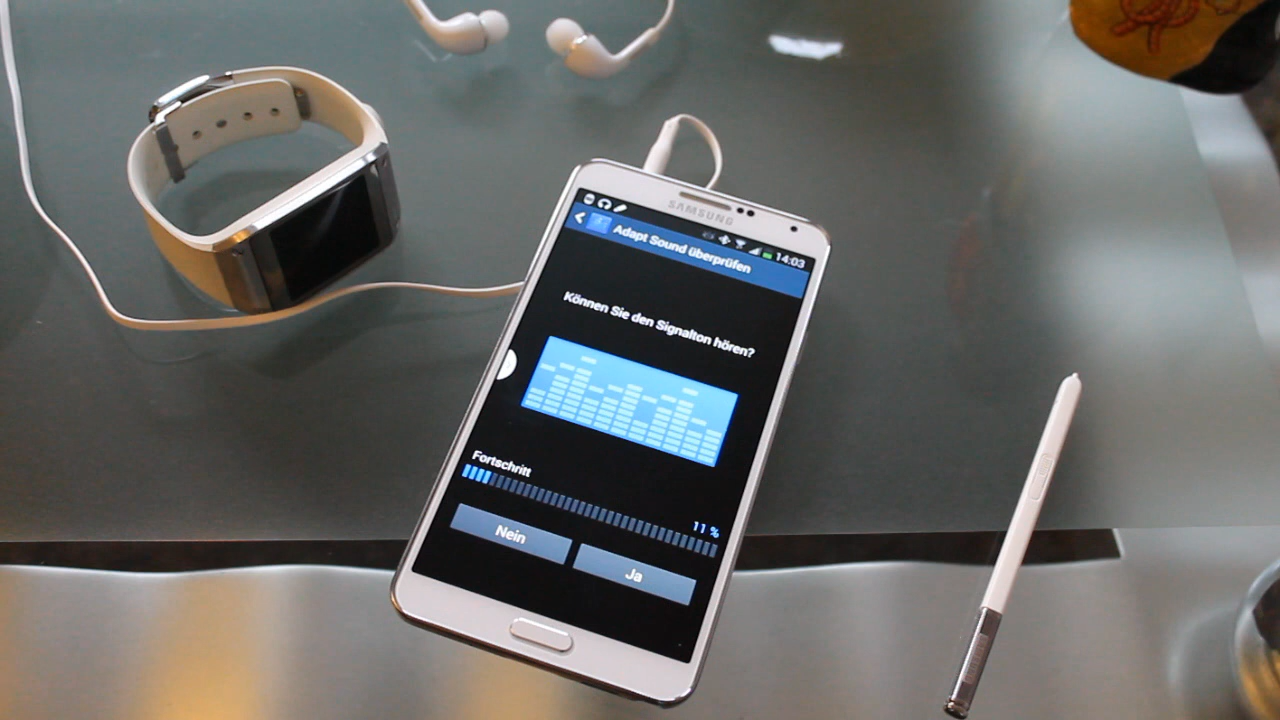 SAMSUNG
14:03
Adapt Sound überprüfen
Können Sie den Signalton hören?
Fortschritt
11 %
Nein
Ja